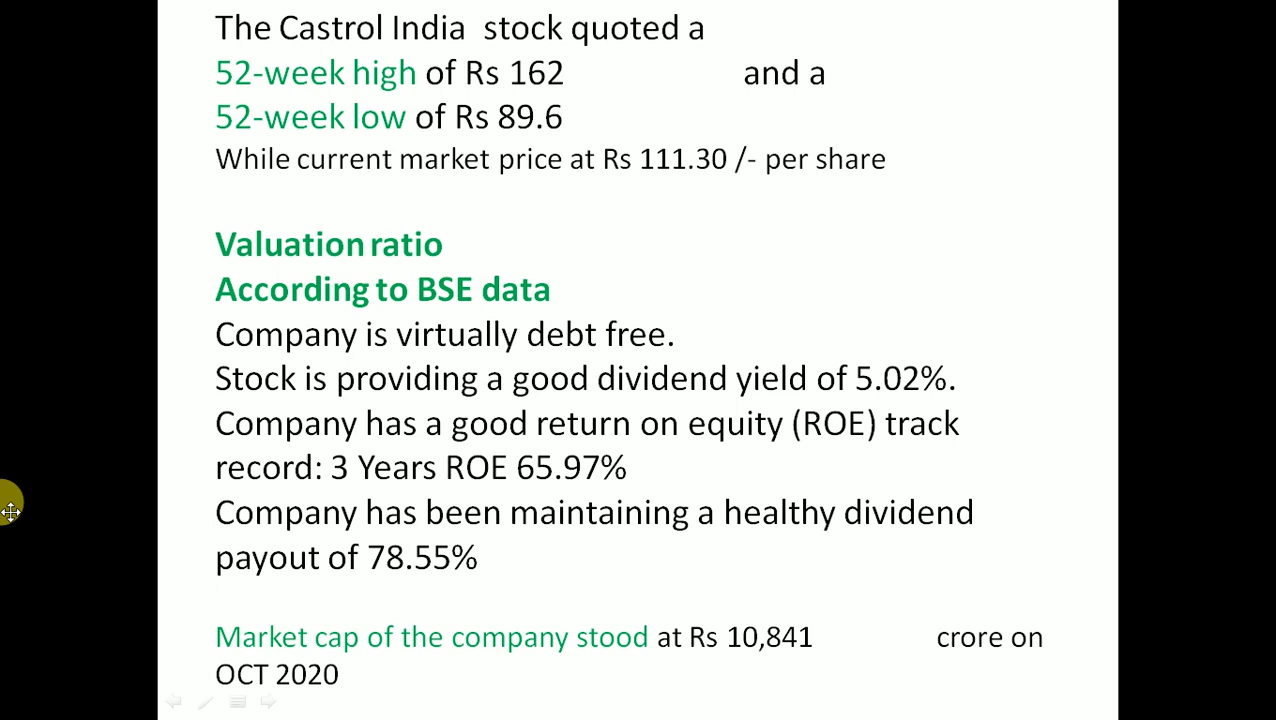 The Castrol India stock quoted a
52-week high of Rs 162 and a
52-week low of Rs 89.6
While current market price at Rs 111.30 /- per share
Valuation ratio
According to BSE data
Company is virtually debt free.
Stock is providing a good dividend yield of 5.02%.
Company has a good return on equity (ROE) track
record: 3 Years ROE 65.97%
Company has been maintaining a healthy dividend
payout of 78.55%
Market cap of the company stood at Rs 10,841 crore on
OCT 2020